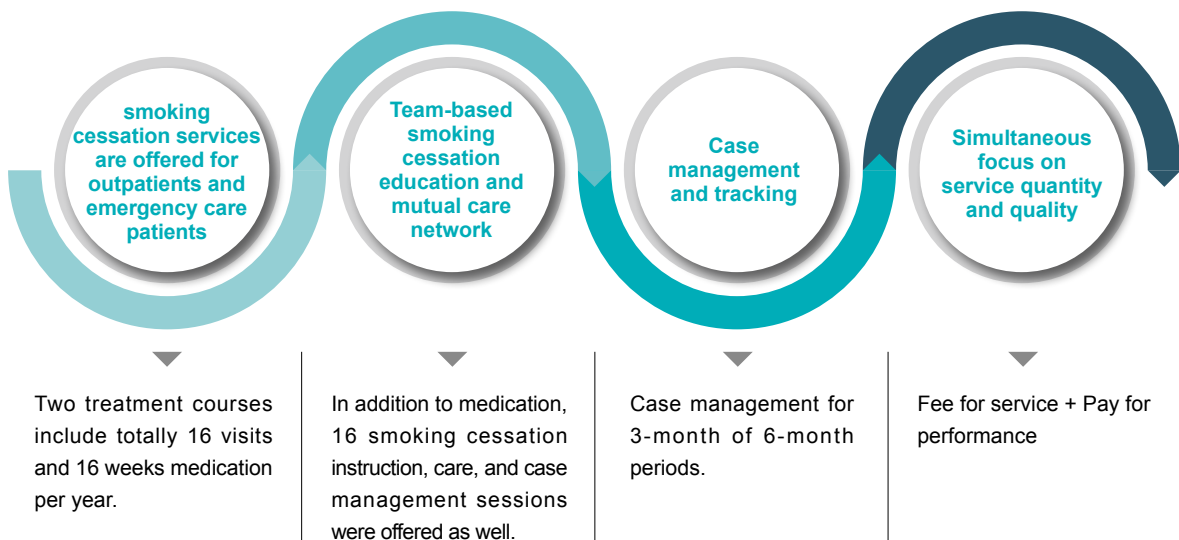 smoking
cessation services
are offered for
outpatients and
emergency care
patients
Team-based
smoking
cessation
education and
mutual care
network
Case
management
and tracking
Simultaneous
focus on
service quantity
and quality
Two treatment courses
include totally 16 visits
and 16 weeks medication
per year.
In addition to medication,
16 smoking cessation
instruction, care, and case
management sessions
were offered as well.
Case management for
3-month of 6-month
periods.
Fee for service + Pay for
performance